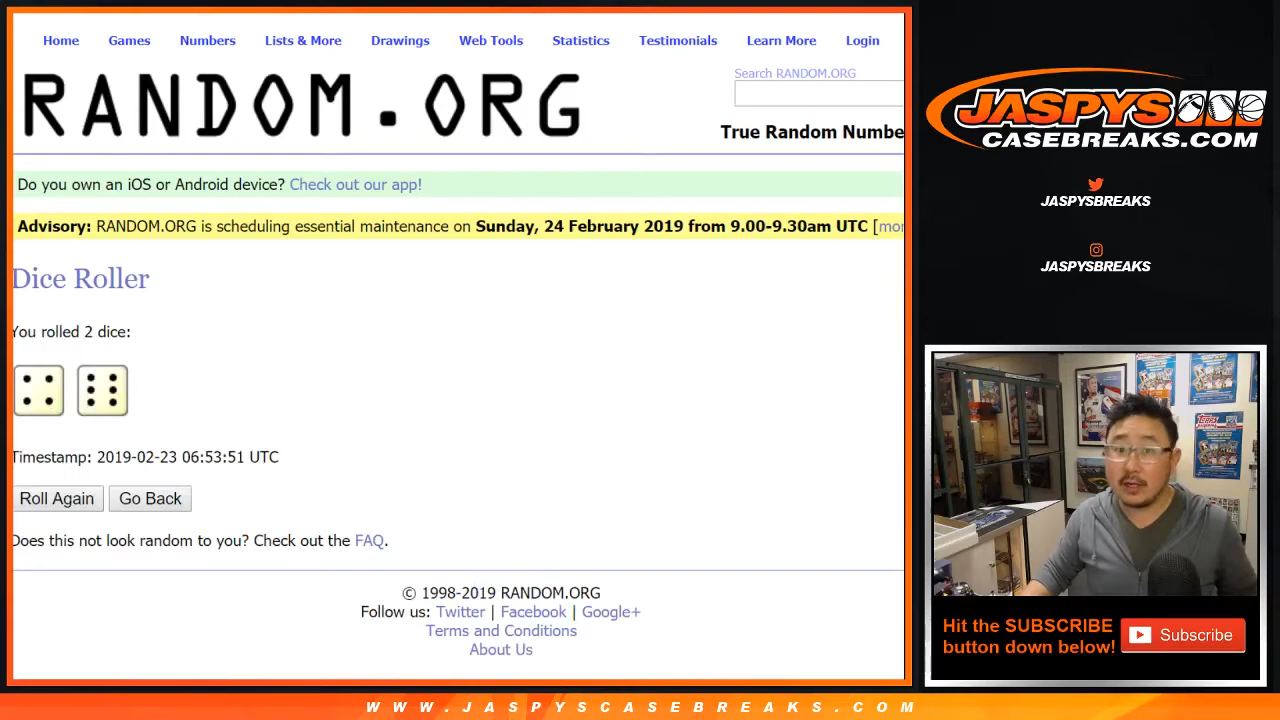 Home Games Numbers Lists & More Drawings Web Tools Statistics Testimonials Learn More Login
RANDOM.ORG
Search RANDOM.ORG
True Random Numbe
Do you own an iOS or Android device? Check out our app!
Advisory: RANDOM.ORG is scheduling essential maintenance on Sunday, 24 February 2019 from 9.00-9.30am UTC [mor
Dice Roller
You rolled 2 dice:
Timestamp: 2019-02-23 06:53:51 UTC
Roll Again Go Back
Does this not look random to you? Check out the FAQ.
© 1998-2019 RANDOM.ORG
Follow us: Twitter | Facebook | Google+
Terms and Conditions
About Us
JASPYS
CASEBREAKS.COM
JASPYSBREAKS
JASPYSBREAKS
Hit the SUBSCRIBE
button down below!
Subscribe
WWW.JASPYSCASEBREAKS.COM